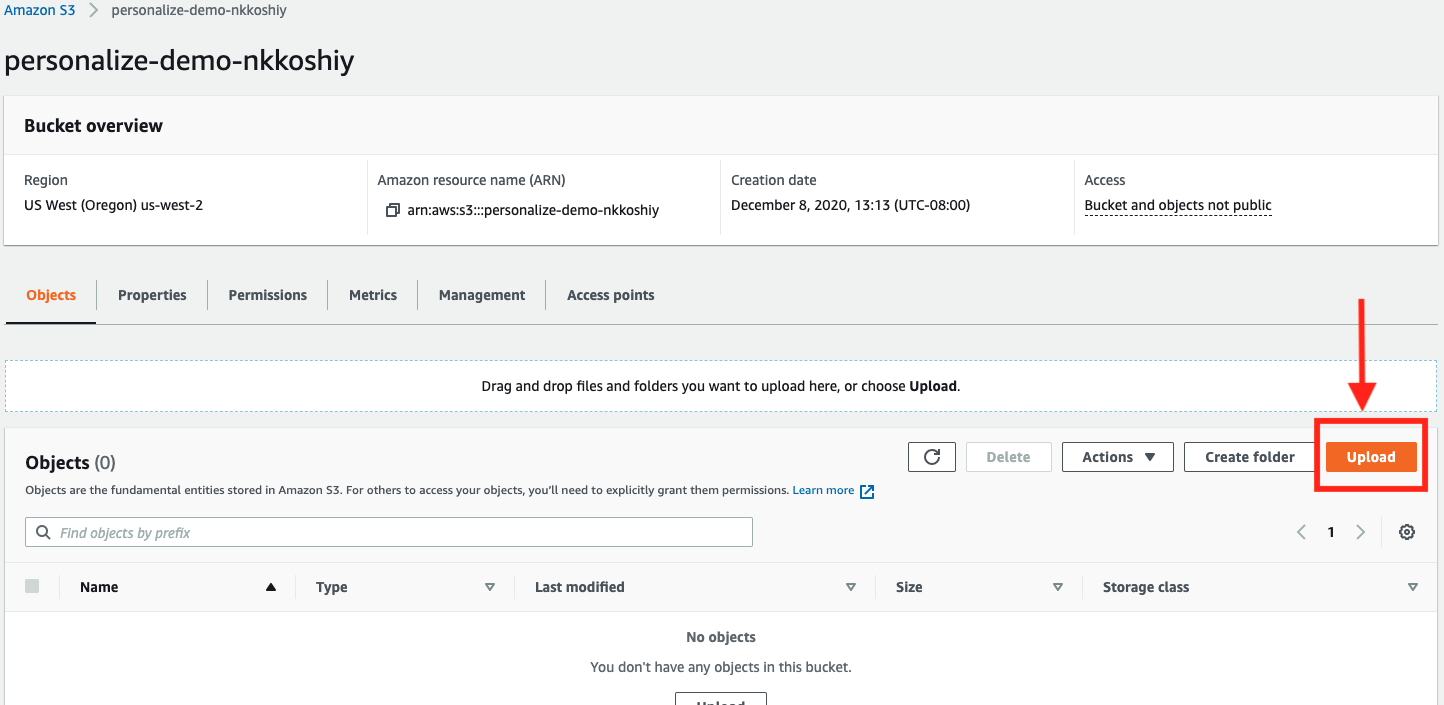 Amazon S3 > personalize-demo-nkkoshiy
personalize-demo-nkkoshiy
Bucket overview
Region
US West (Oregon) us-west-2
Amazon resource name (ARN)
arn:aws:s3:::personalize-demo-nkkoshiy
Creation date
December 8, 2020, 13:13 (UTC-08:00)
Access
Bucket and objects not public
Objects Properties Permissions Metrics Management Access points
Drag and drop files and folders you want to upload here, or choose Upload.
Objects (0)
Delete Actions Create folder Upload
Objects are the fundamental entities stored in Amazon S3. For others to access your objects, you'll need to explicitly grant them permissions. Learn more
Find objects by prefix
1
Name Type Last modified Size Storage class
No objects
You don't have any objects in this bucket.
Upload